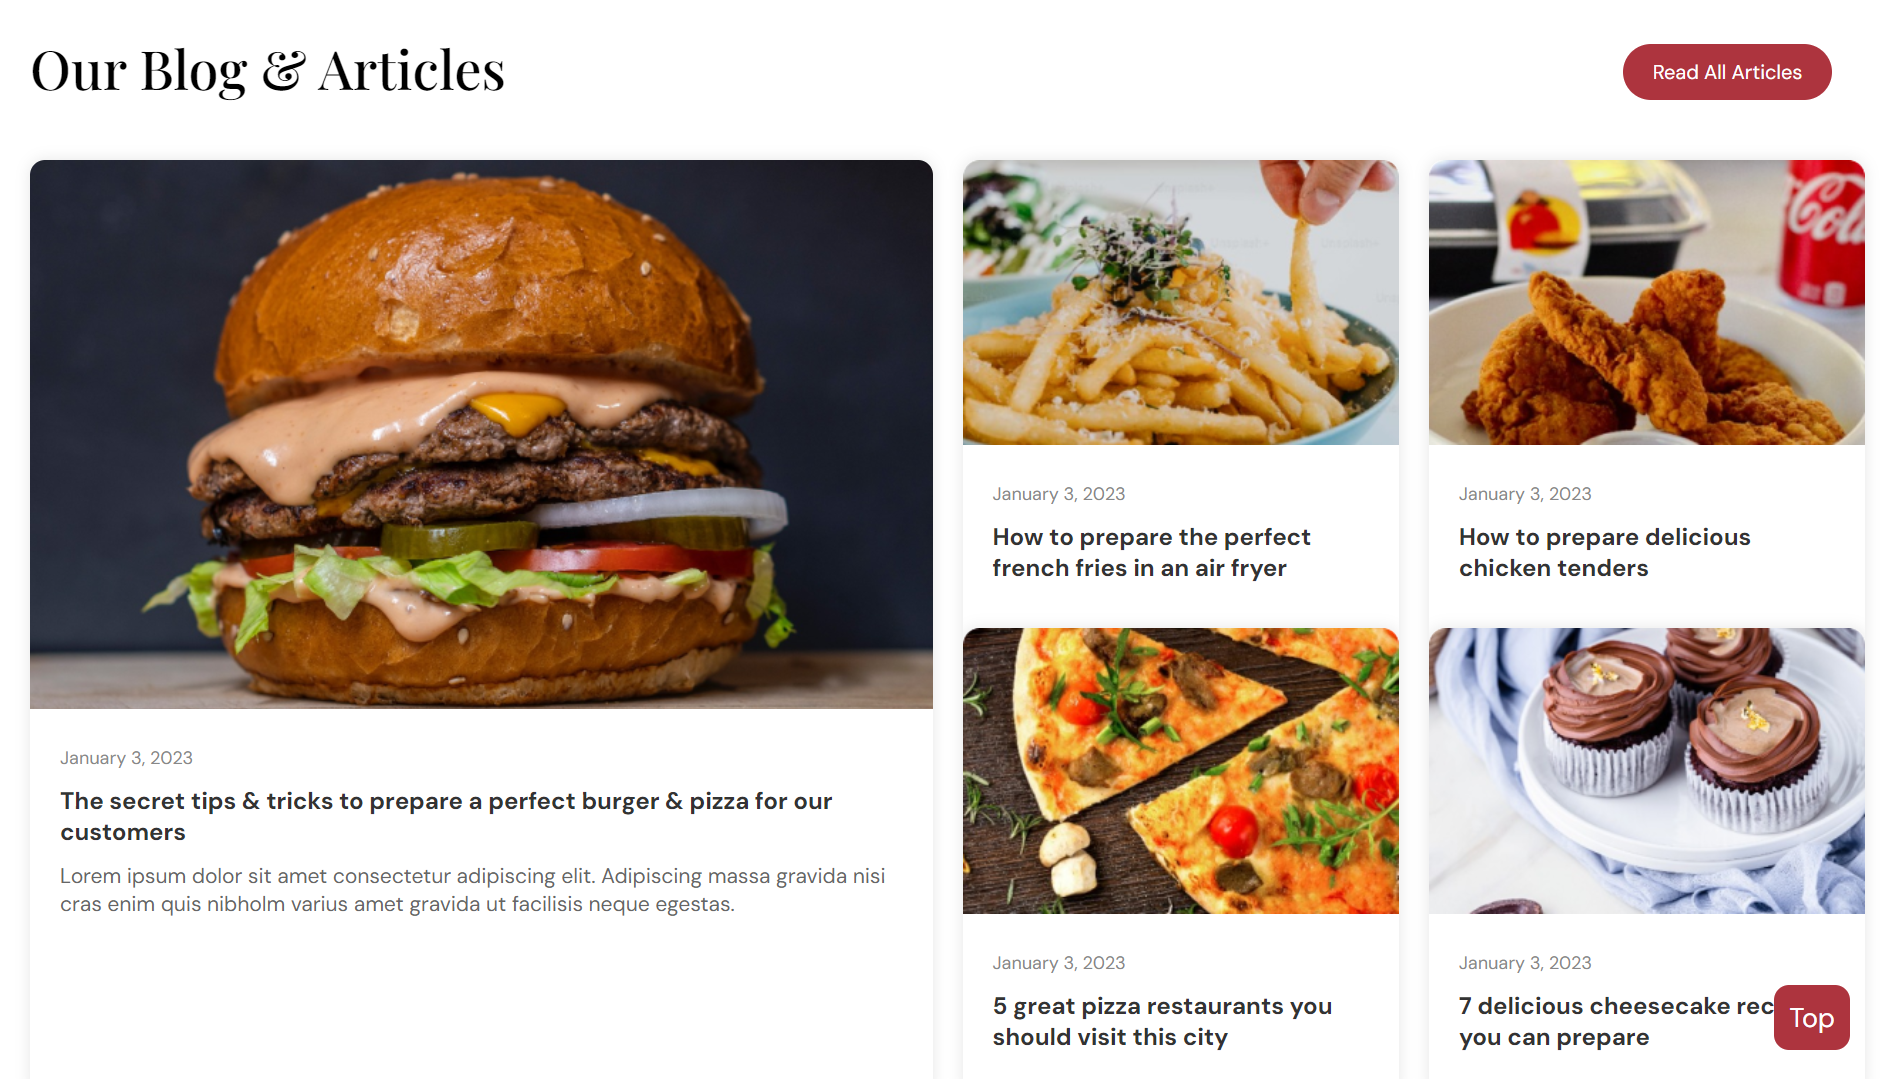 Our Blog & Articles
Read All Articles
January 3, 2023
The secret tips & tricks to prepare a perfect burger & pizza for our
customers
Lorem ipsum dolor sit amet consectetur adipiscing elit. Adipiscing massa gravida nisi
cras enim quis nibholm varius amet gravida ut facilisis neque egestas.
January 3, 2023
How to prepare the perfect
french fries in an air fryer
Col
January 3, 2023
How to prepare delicious
chicken tenders
January 3, 2023
5 great pizza restaurants you
should visit this city
January 3, 2023
7 delicious cheesecake rec
you can prepare
Top